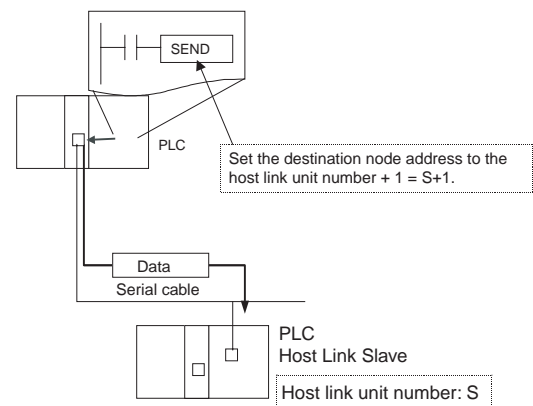 SEND
PLC
Set the destination node address to the
host link unit number + 1 = S+1.
Data
Serial cable
PLC
Host Link Slave
Host link unit number: S